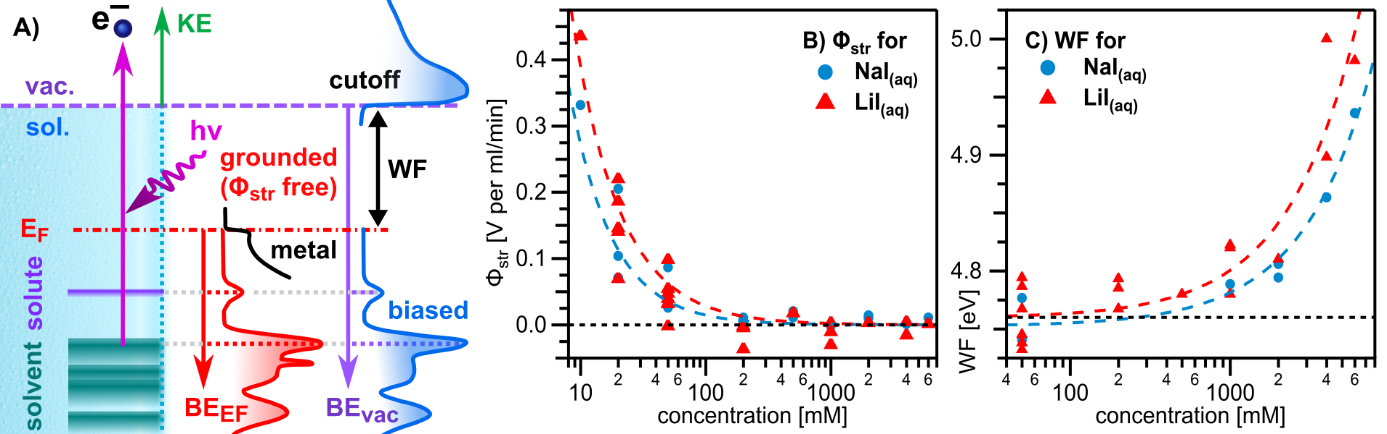 A)
e−
KE
vac.
cutoff
sol.
hν
grounded
(Φstr free)
WF
EF
metal
solute
biased
solvent
BEEF
BEvac
B) Φstr for
NaI(aq)
LiI(aq)
Φstr [V per ml/min]
0.4
0.3
0.2
0.1
0.0
10 2 4 6 100 2 4 6 1000 2 4 6
concentration [mM]
C) WF for
NaI(aq)
LiI(aq)
WF [eV]
5.0
4.9
4.8
4 6 100 2 4 6 1000 2 4 6
concentration [mM]